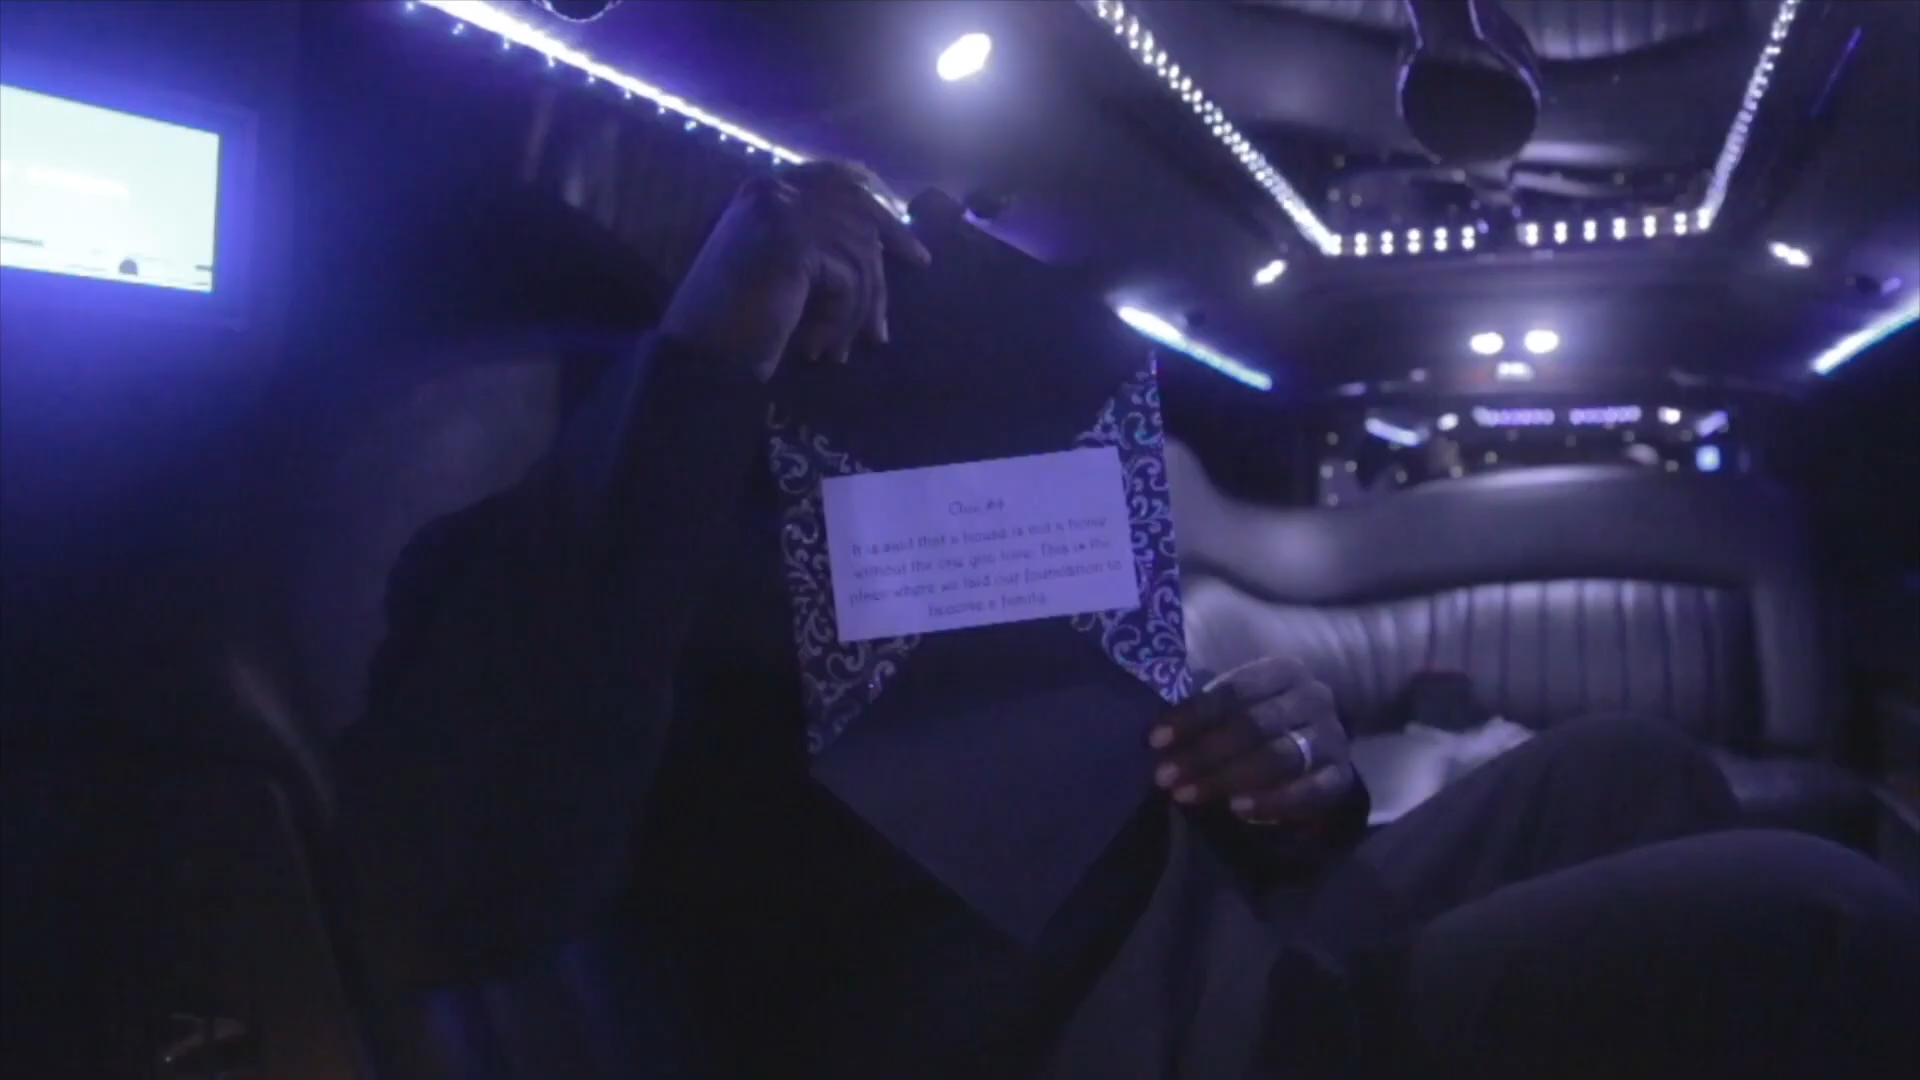 Clue #4
It is said that a house is not a home
without the one you love. This is the
place where we laid our foundation to
become a family.